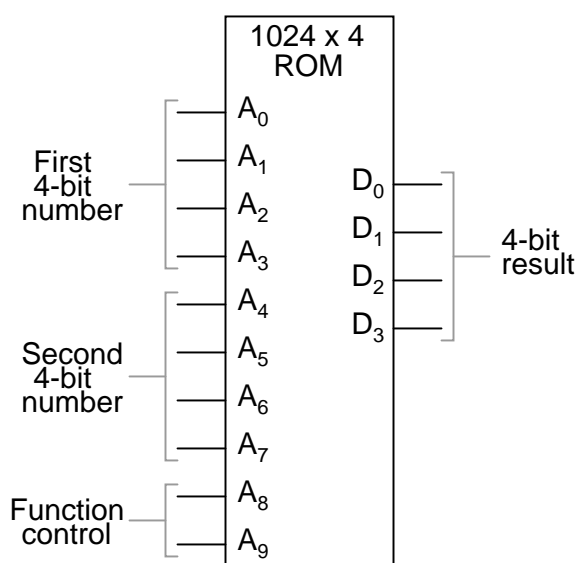 1024 x 4
ROM
First
4-bit
number
A0
A1
A2
A3
Second
4-bit
number
A4
A5
A6
A7
Function
control
A8
A9
D0
D1
D2
D3
4-bit
result